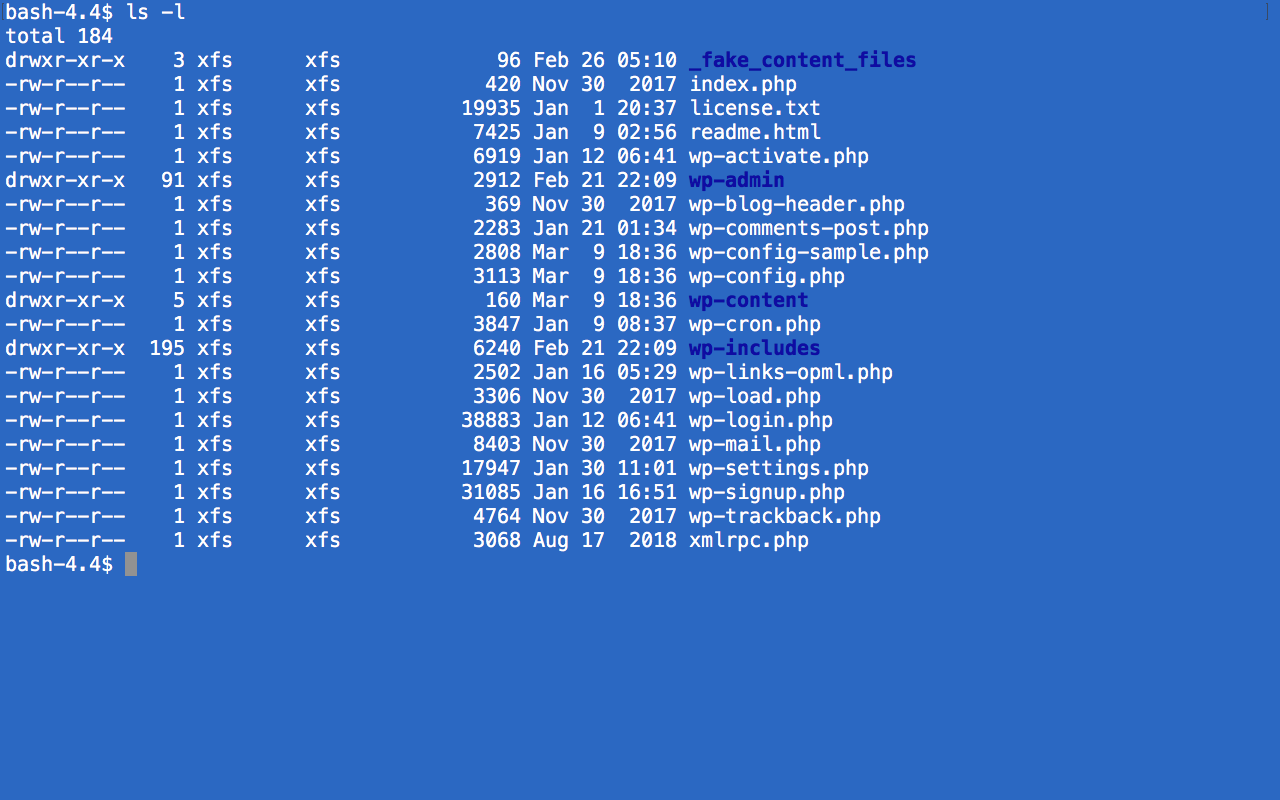 bash-4.4$ ls -l
total 184
drwxr-xr-x    3 xfs      xfs             96 Feb 26 05:10 _fake_content_files
-rw-r--r--    1 xfs      xfs            420 Nov 30  2017 index.php
-rw-r--r--    1 xfs      xfs          19935 Jan  1 20:37 license.txt
-rw-r--r--    1 xfs      xfs           7425 Jan  9 02:56 readme.html
-rw-r--r--    1 xfs      xfs           6919 Jan 12 06:41 wp-activate.php
drwxr-xr-x   91 xfs      xfs           2912 Feb 21 22:09 wp-admin
-rw-r--r--    1 xfs      xfs            369 Nov 30  2017 wp-blog-header.php
-rw-r--r--    1 xfs      xfs           2283 Jan 21 01:34 wp-comments-post.php
-rw-r--r--    1 xfs      xfs           2808 Mar  9 18:36 wp-config-sample.php
-rw-r--r--    1 xfs      xfs           3113 Mar  9 18:36 wp-config.php
drwxr-xr-x    5 xfs      xfs            160 Mar  9 18:36 wp-content
-rw-r--r--    1 xfs      xfs           3847 Jan  9 08:37 wp-cron.php
drwxr-xr-x  195 xfs      xfs           6240 Feb 21 22:09 wp-includes
-rw-r--r--    1 xfs      xfs           2502 Jan 16 05:29 wp-links-opml.php
-rw-r--r--    1 xfs      xfs           3306 Nov 30  2017 wp-load.php
-rw-r--r--    1 xfs      xfs          38883 Jan 12 06:41 wp-login.php
-rw-r--r--    1 xfs      xfs           8403 Nov 30  2017 wp-mail.php
-rw-r--r--    1 xfs      xfs          17947 Jan 30 11:01 wp-settings.php
-rw-r--r--    1 xfs      xfs          31085 Jan 16 16:51 wp-signup.php
-rw-r--r--    1 xfs      xfs           4764 Nov 30  2017 wp-trackback.php
-rw-r--r--    1 xfs      xfs           3068 Aug 17  2018 xmlrpc.php
bash-4.4$